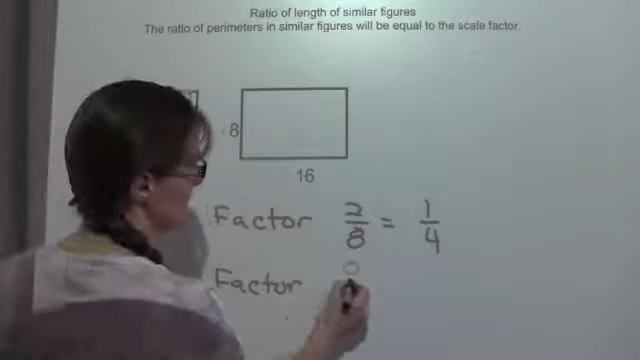 Ratio of length of similar figures
The ratio of perimeters in similar figures will be equal to the scale factor.
8
16
Factor 2/8 = 1/4
Factor